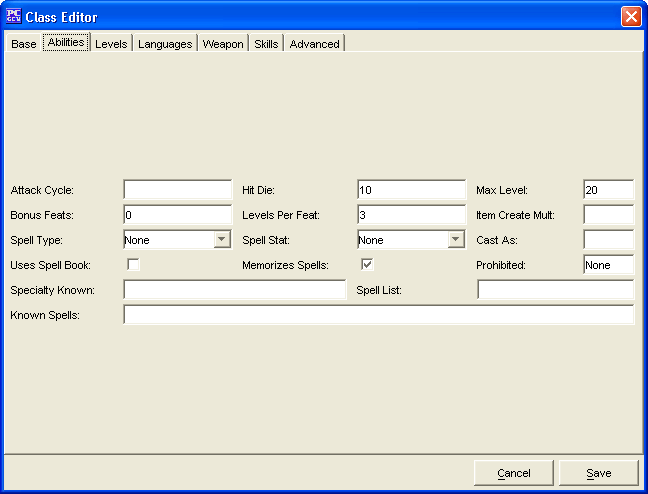 PC GEN Class Editor
Base Abilities Levels Languages Weapon Skills Advanced
Attack Cycle: Hit Die: 10 Max Level: 20
Bonus Feats: 0 Levels Per Feat: 3 Item Create Mult:
Spell Type: None Spell Stat: None Cast As:
Uses Spell Book: Memorizes Spells: Prohibited: None
Specialty Known: Spell List:
Known Spells:
Cancel Save